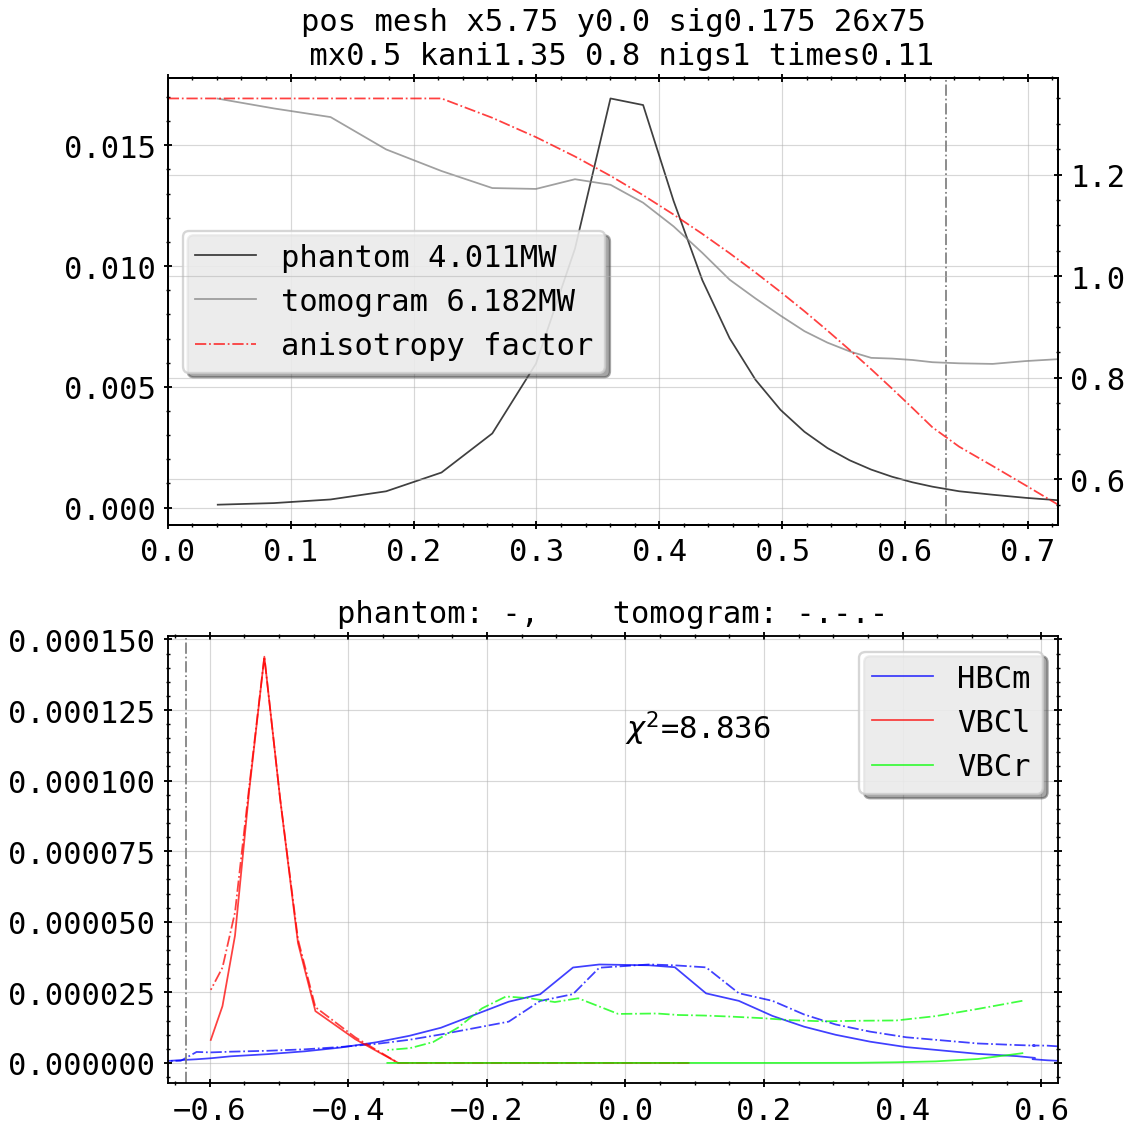 pos mesh x5.75 y0.0 sig0.175 26x75
mx0.5 kani1.35 0.8 nigs1 times0.11
0.015
0.010
0.005
0.000
1.2
1.0
0.8
0.6
phantom 4.011MW
tomogram 6.182MW
anisotropy factor
0.0 0.1 0.2 0.3 0.4 0.5 0.6 0.7
phantom: -, tomogram: -.-.-
0.000150
0.000125
0.000100
0.000075
0.000050
0.000025
0.000000
χ²=8.836
HBCm
VBCl
VBCr
−0.6 −0.4 −0.2 0.0 0.2 0.4 0.6